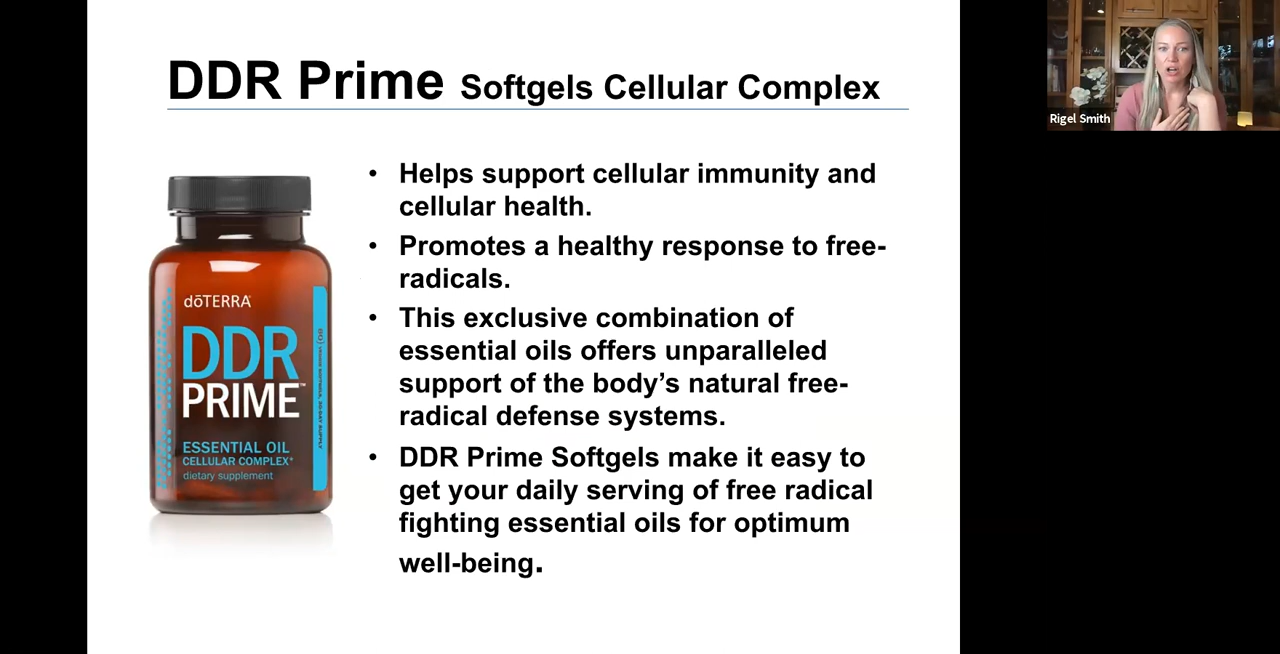 DDR Prime Softgels Cellular Complex
Rigel Smith
• Helps support cellular immunity and
cellular health.
• Promotes a healthy response to free-
radicals.
• This exclusive combination of
essential oils offers unparalleled
support of the body’s natural free-
radical defense systems.
• DDR Prime Softgels make it easy to
get your daily serving of free radical
fighting essential oils for optimum
well-being.
dōTERRA
DDR
PRIME™
ESSENTIAL OIL
CELLULAR COMPLEX*
dietary supplement